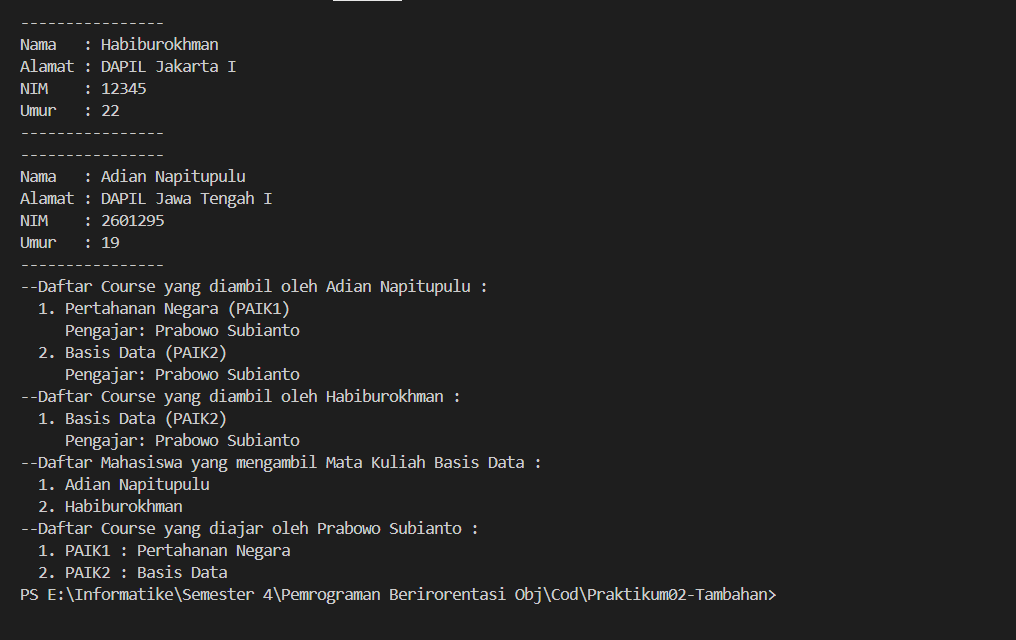 ----------------
Nama   : Habiburokhman
Alamat : DAPIL Jakarta I
NIM    : 12345
Umur   : 22
----------------
----------------
Nama   : Adian Napitupulu
Alamat : DAPIL Jawa Tengah I
NIM    : 2601295
Umur   : 19
----------------
--Daftar Course yang diambil oleh Adian Napitupulu :
  1. Pertahanan Negara (PAIK1)
     Pengajar: Prabowo Subianto
  2. Basis Data (PAIK2)
     Pengajar: Prabowo Subianto
--Daftar Course yang diambil oleh Habiburokhman :
  1. Basis Data (PAIK2)
     Pengajar: Prabowo Subianto
--Daftar Mahasiswa yang mengambil Mata Kuliah Basis Data :
  1. Adian Napitupulu
  2. Habiburokhman
--Daftar Course yang diajar oleh Prabowo Subianto :
  1. PAIK1 : Pertahanan Negara
  2. PAIK2 : Basis Data
PS E:\Informatike\Semester 4\Pemrograman Berirorentasi Obj\Cod\Praktikum02-Tambahan>